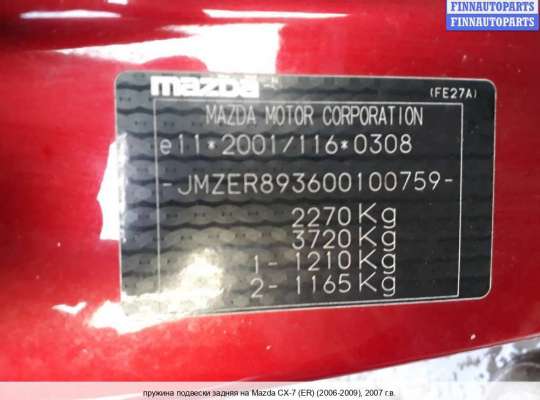 FINNAUTOPARTS
FINNAUTOPARTS
mazda
(FE27A)
MAZDA MOTOR CORPORATION
e11*2001/116*0308
-JMZER893600100759-
2270Kg
3720Kg
1-1210Kg
2-1165Kg
пружина подвески задняя на Mazda CX-7 (ER) (2006-2009), 2007 г.в.